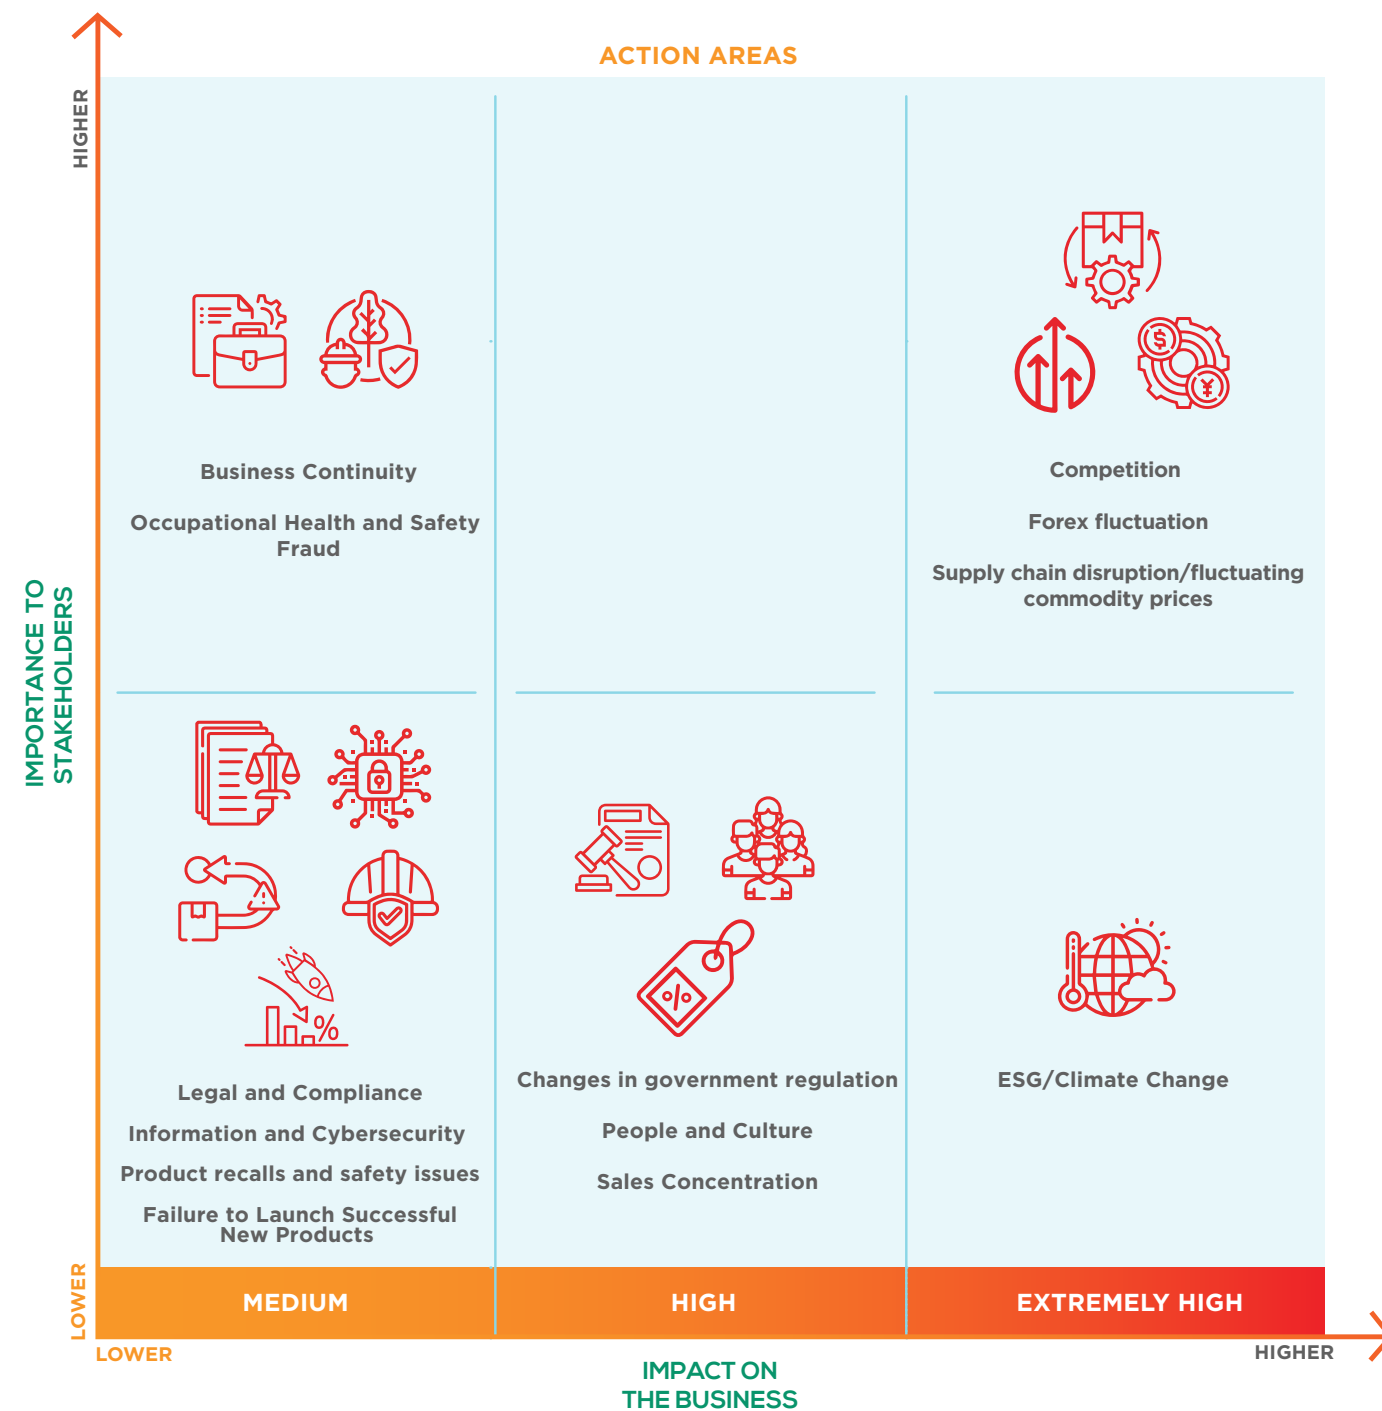 ACTION AREAS
HIGHER
IMPORTANCE TO
STAKEHOLDERS
Business Continuity
Occupational Health and Safety
Fraud
Competition
Forex fluctuation
Supply chain disruption/fluctuating
commodity prices
$
¥
%
%
Legal and Compliance
Information and Cybersecurity
Product recalls and safety issues
Failure to Launch Successful
New Products
Changes in government regulation
People and Culture
Sales Concentration
ESG/Climate Change
LOWER
MEDIUM
HIGH
EXTREMELY HIGH
LOWER
HIGHER
IMPACT ON
THE BUSINESS